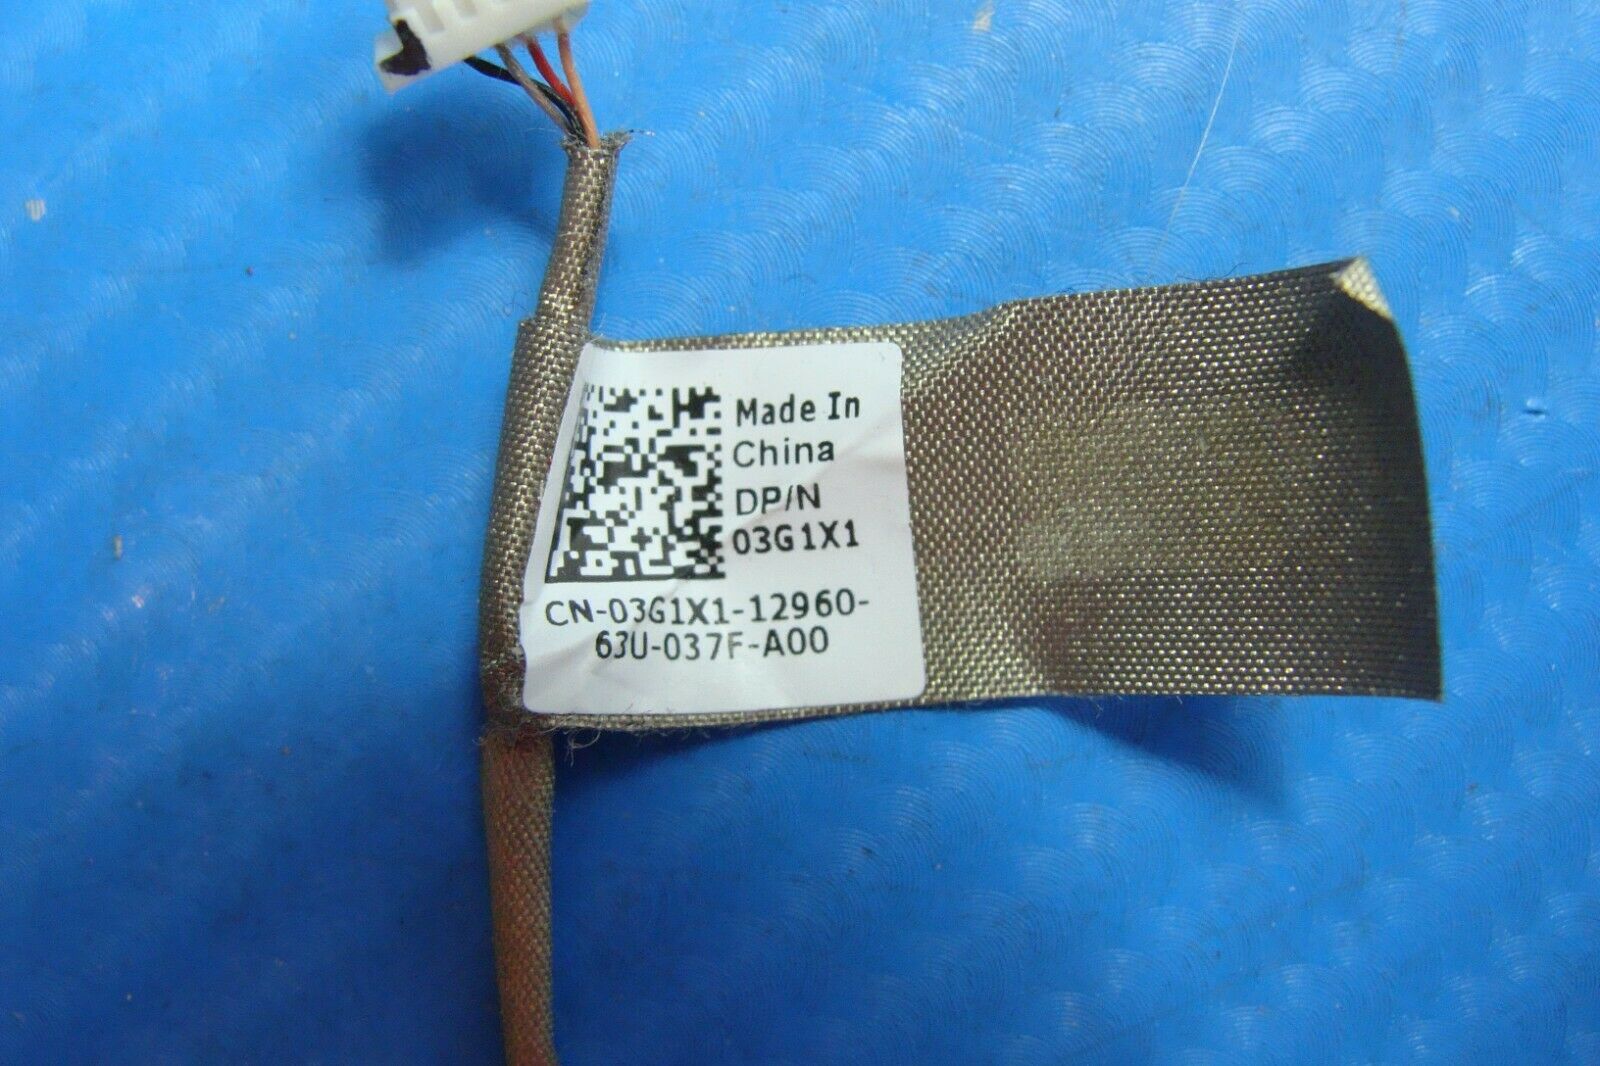 Made In
China
DP/N
03G1X1
CN-03G1X1-12960-
63U-037F-A00